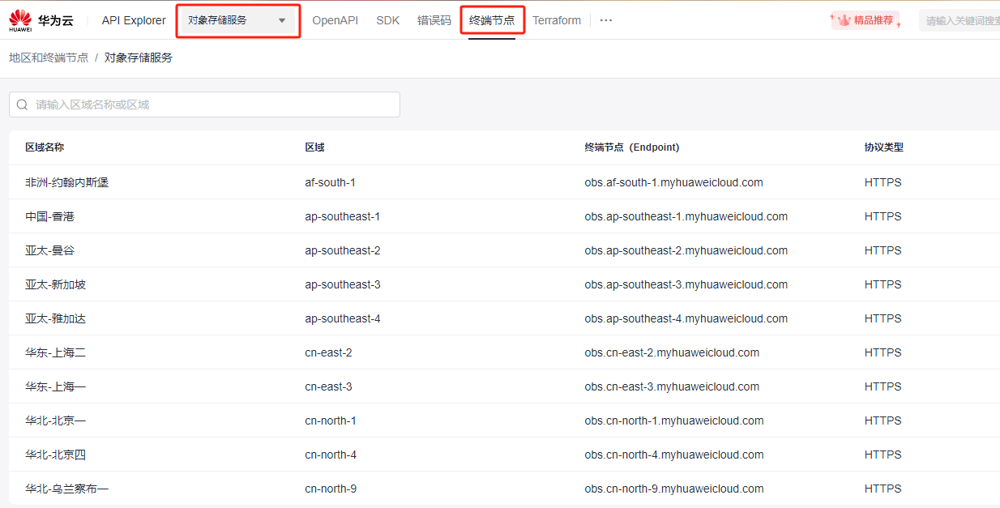 HUAWEI 华为云 API Explorer 对象存储服务 OpenAPI SDK 错误码 终端节点 Terraform ··· 精品推荐 请输入关键词搜索
地区和终端节点 / 对象存储服务
请输入区域名称或区域
区域名称 区域 终端节点（Endpoint） 协议类型
非洲-约翰内斯堡 af-south-1 obs.af-south-1.myhuaweicloud.com HTTPS
中国-香港 ap-southeast-1 obs.ap-southeast-1.myhuaweicloud.com HTTPS
亚太-曼谷 ap-southeast-2 obs.ap-southeast-2.myhuaweicloud.com HTTPS
亚太-新加坡 ap-southeast-3 obs.ap-southeast-3.myhuaweicloud.com HTTPS
亚太-雅加达 ap-southeast-4 obs.ap-southeast-4.myhuaweicloud.com HTTPS
华东-上海二 cn-east-2 obs.cn-east-2.myhuaweicloud.com HTTPS
华东-上海一 cn-east-3 obs.cn-east-3.myhuaweicloud.com HTTPS
华北-北京一 cn-north-1 obs.cn-north-1.myhuaweicloud.com HTTPS
华北-北京四 cn-north-4 obs.cn-north-4.myhuaweicloud.com HTTPS
华北-乌兰察布一 cn-north-9 obs.cn-north-9.myhuaweicloud.com HTTPS